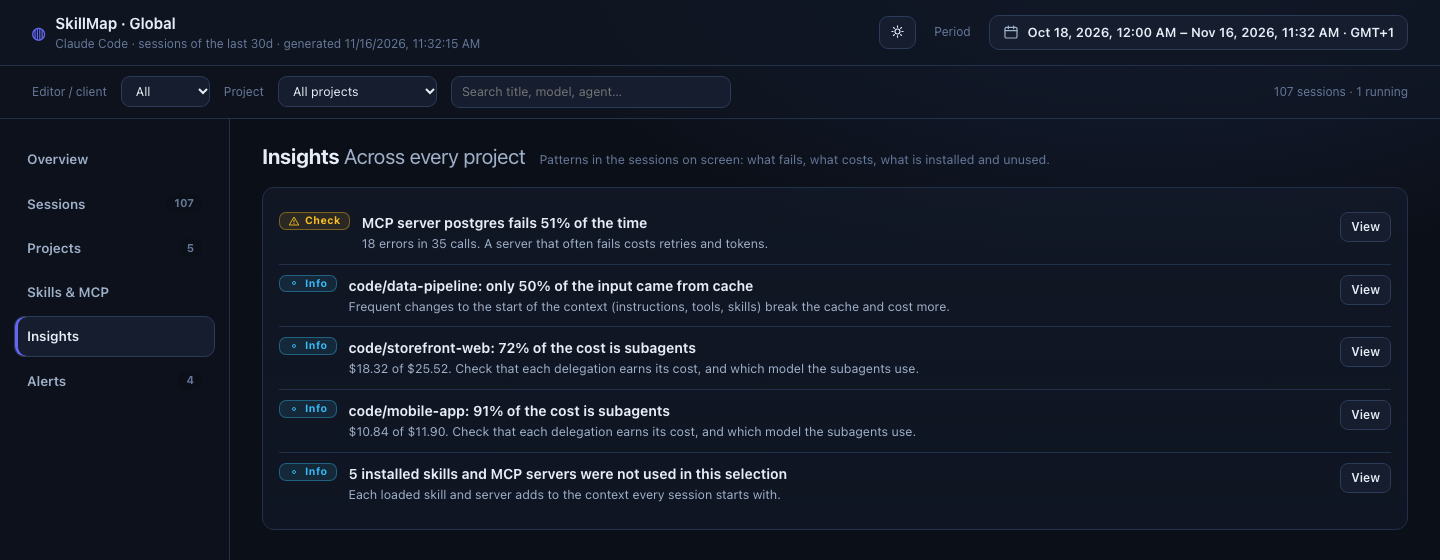 SkillMap · Global
Claude Code · sessions of the last 30d · generated 11/16/2026, 11:32:15 AM
Period
Oct 18, 2026, 12:00 AM – Nov 16, 2026, 11:32 AM · GMT+1
Editor / client
All
Project
All projects
Search title, model, agent…
107 sessions · 1 running
Overview
Sessions 107
Projects 5
Skills & MCP
Insights
Alerts 4
Insights Across every project Patterns in the sessions on screen: what fails, what costs, what is installed and unused.
Check MCP server postgres fails 51% of the time View
18 errors in 35 calls. A server that often fails costs retries and tokens.
Info code/data-pipeline: only 50% of the input came from cache View
Frequent changes to the start of the context (instructions, tools, skills) break the cache and cost more.
Info code/storefront-web: 72% of the cost is subagents View
$18.32 of $25.52. Check that each delegation earns its cost, and which model the subagents use.
Info code/mobile-app: 91% of the cost is subagents View
$10.84 of $11.90. Check that each delegation earns its cost, and which model the subagents use.
Info 5 installed skills and MCP servers were not used in this selection View
Each loaded skill and server adds to the context every session starts with.